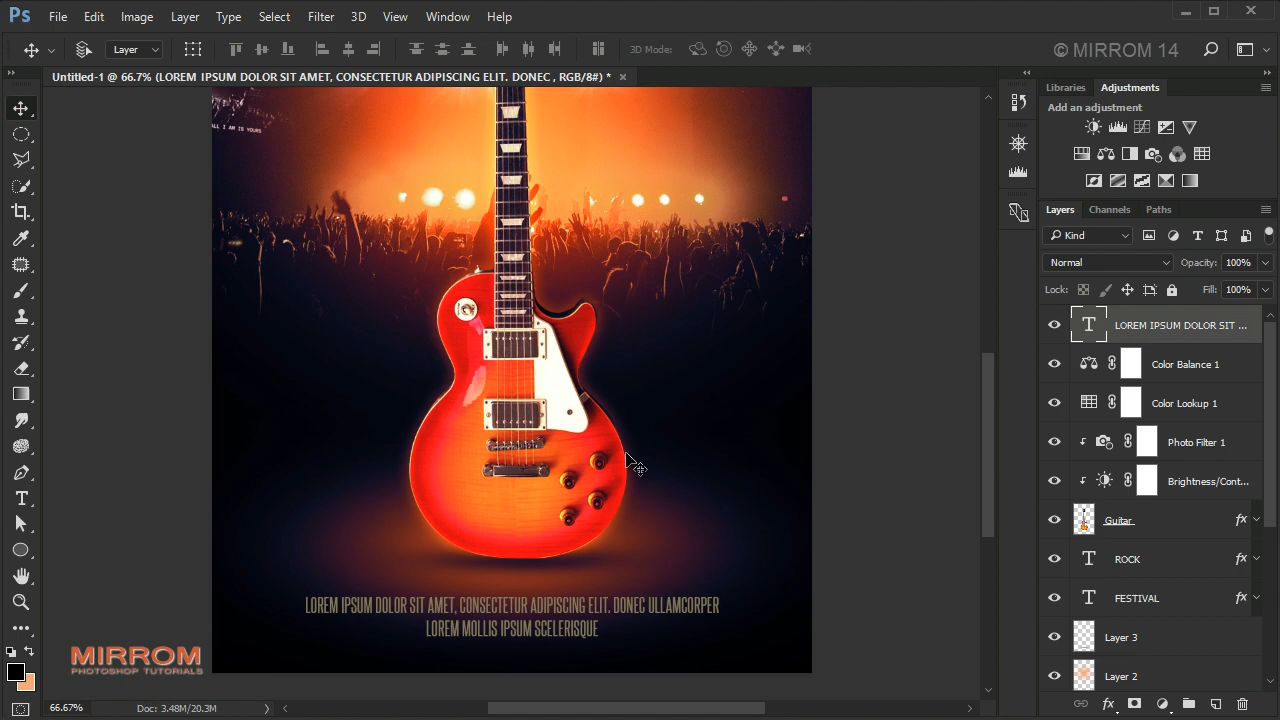 Ps File Edit Image Layer Type Select Filter 3D View Window Help
Layer 3D Mode: © MIRROM 14
Untitled-1 @ 66.7% (LOREM IPSUM DOLOR SIT AMET, CONSECTETUR ADIPISCING ELIT. DONEC , RGB/8#) *
Libraries Adjustments
Add an adjustment
Layers Channels Paths
Kind
Normal Opacity: 100%
Lock: Fill: 100%
T LOREM IPSUM DOLOR SIT ...
Color Balance 1
Color Lookup 1
Photo Filter 1
Brightness/Cont...
Guitar fx
T ROCK fx
T FESTIVAL fx
Layer 3
Layer 2
ALL I AM IS YOURS
LOREM IPSUM DOLOR SIT AMET, CONSECTETUR ADIPISCING ELIT. DONEC ULLAMCORPER
LOREM MOLLIS IPSUM SCELERISQUE
MIRROM
PHOTOSHOP TUTORIALS
66.67% Doc: 3.48M/20.3M
fx